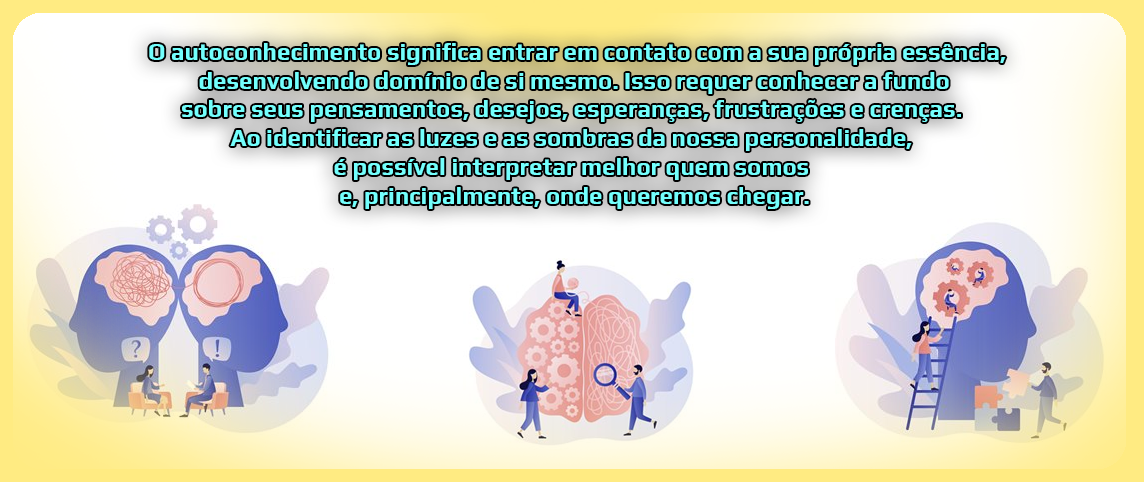 O autoconhecimento significa entrar em contato com a sua própria essência,
desenvolvendo domínio de si mesmo. Isso requer conhecer a fundo
sobre seus pensamentos, desejos, esperanças, frustrações e crenças.
Ao identificar as luzes e as sombras da nossa personalidade,
é possível interpretar melhor quem somos
e, principalmente, onde queremos chegar.
? !